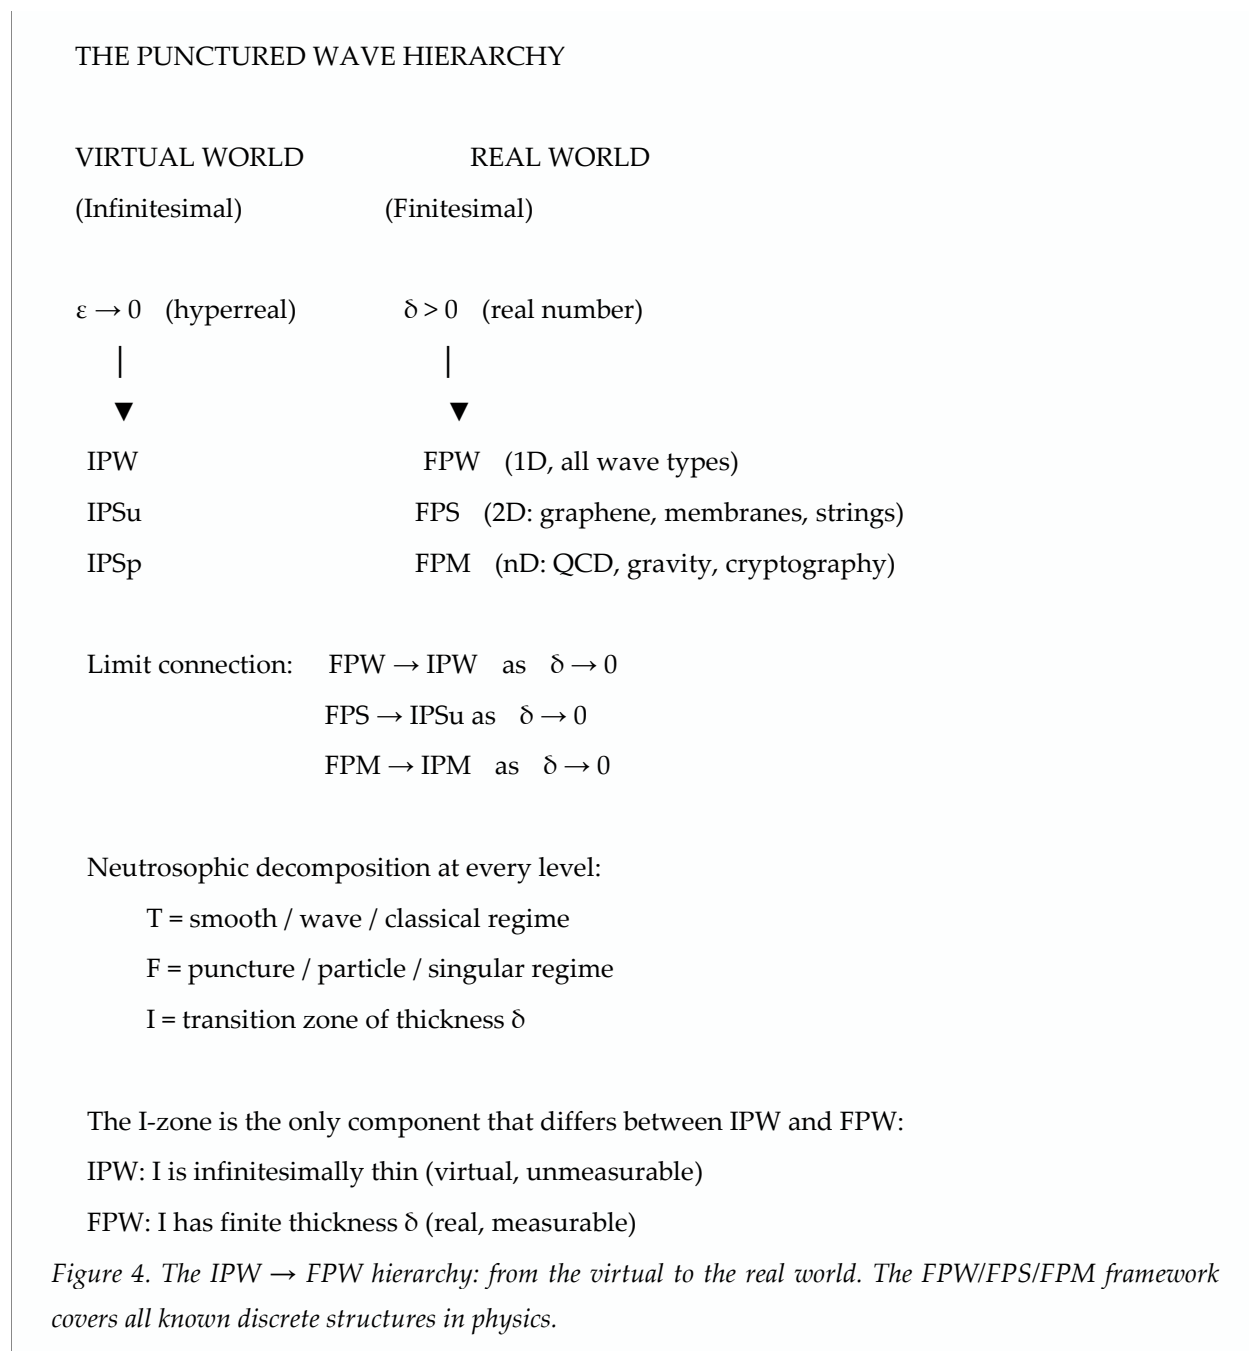 THE PUNCTURED WAVE HIERARCHY
VIRTUAL WORLD REAL WORLD
(Infinitesimal) (Finitesimal)
ε → 0 (hyperreal) δ > 0 (real number)
| |
▼ ▼
IPW FPW (1D, all wave types)
IPSu FPS (2D: graphene, membranes, strings)
IPSp FPM (nD: QCD, gravity, cryptography)
Limit connection: FPW → IPW as δ → 0
FPS → IPSu as δ → 0
FPM → IPM as δ → 0
Neutrosophic decomposition at every level:
T = smooth / wave / classical regime
F = puncture / particle / singular regime
I = transition zone of thickness δ
The I-zone is the only component that differs between IPW and FPW:
IPW: I is infinitesimally thin (virtual, unmeasurable)
FPW: I has finite thickness δ (real, measurable)
Figure 4. The IPW → FPW hierarchy: from the virtual to the real world. The FPW/FPS/FPM framework
covers all known discrete structures in physics.